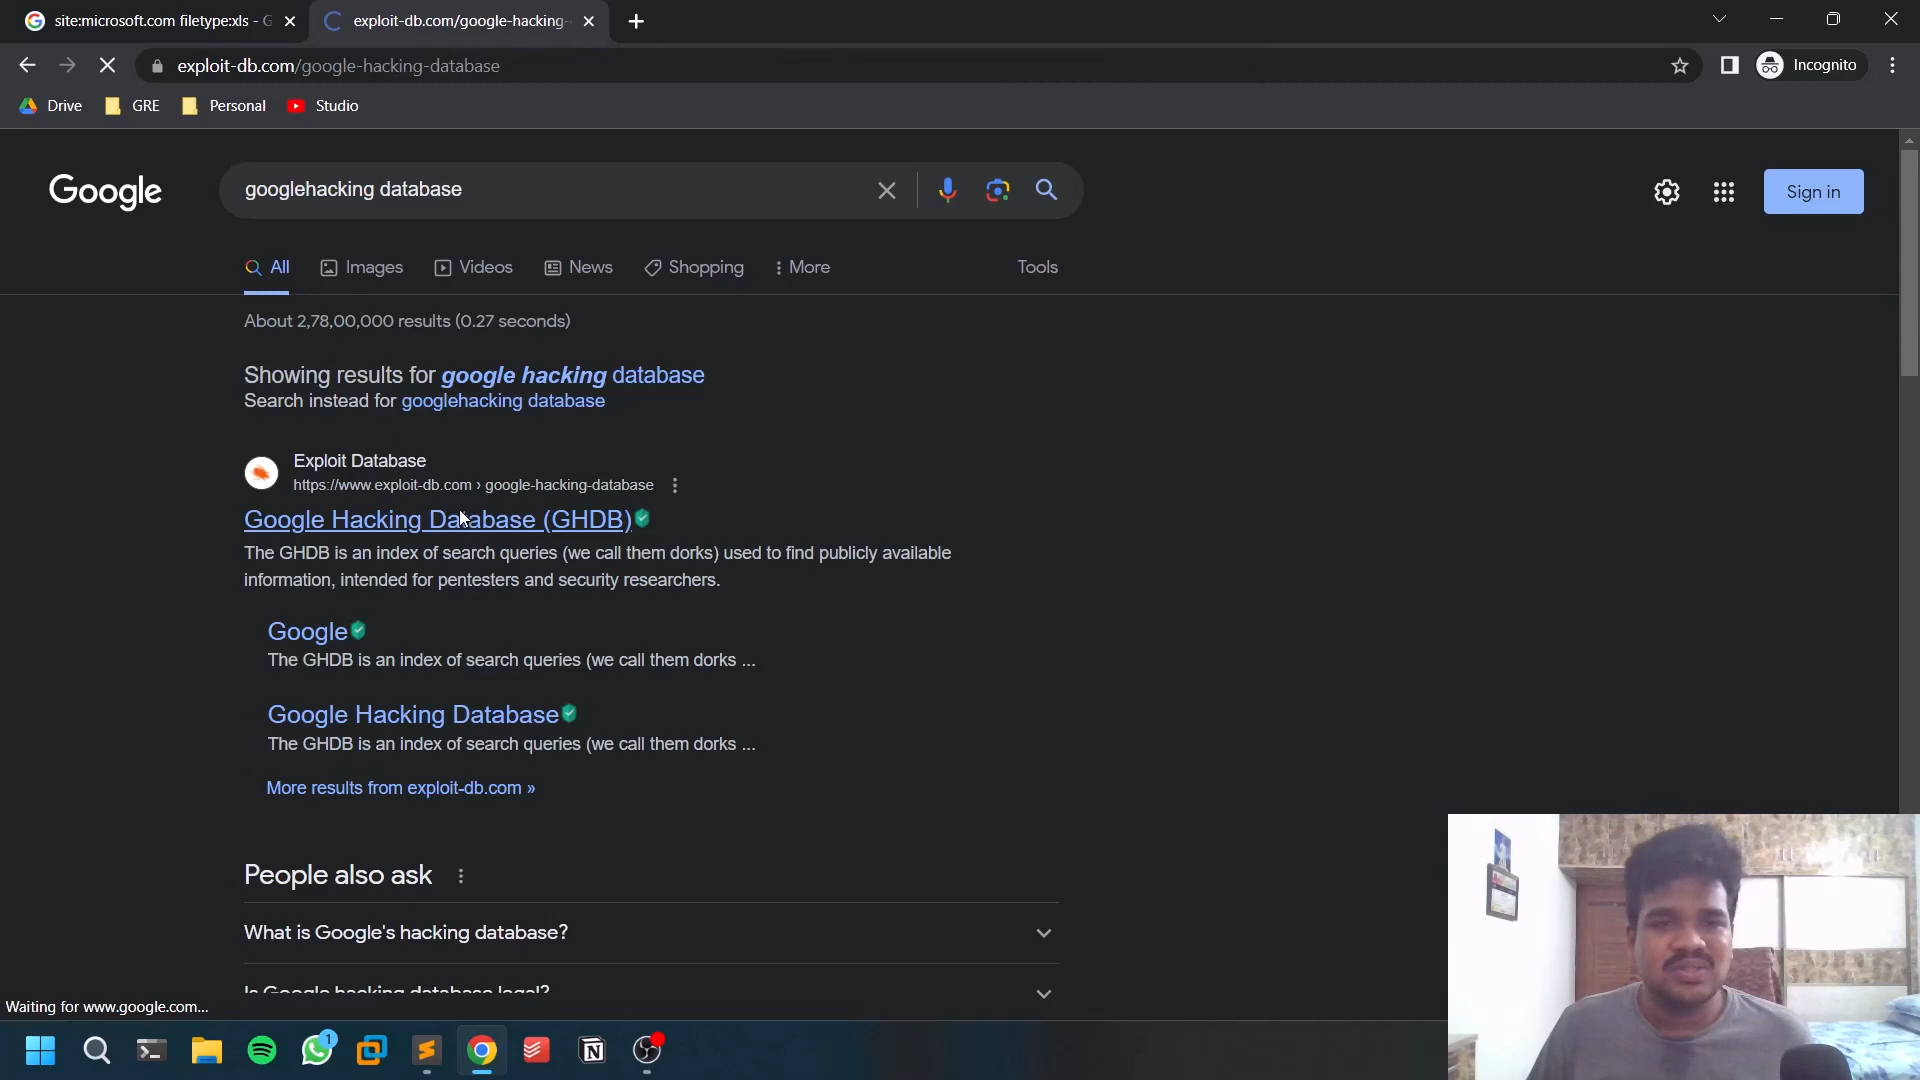 site:microsoft.com filetype:xls - G
exploit-db.com/google-hacking-
exploit-db.com/google-hacking-database
Incognito
Drive
GRE
Personal
Studio
Google
googlehacking database
Sign in
All
Images
Videos
News
Shopping
More
Tools
About 2,78,00,000 results (0.27 seconds)
Showing results for google hacking database
Search instead for googlehacking database
Exploit Database
https://www.exploit-db.com › google-hacking-database
Google Hacking Database (GHDB)
The GHDB is an index of search queries (we call them dorks) used to find publicly available
information, intended for pentesters and security researchers.
Google
The GHDB is an index of search queries (we call them dorks ...
Google Hacking Database
The GHDB is an index of search queries (we call them dorks ...
More results from exploit-db.com »
People also ask
What is Google's hacking database?
Is Google hacking database legal?
Waiting for www.google.com...
1